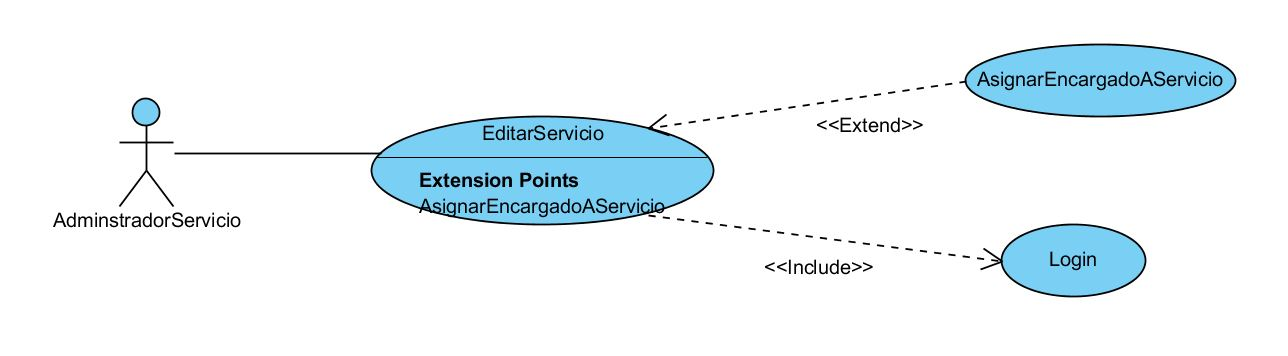 AsignarEncargadoAServicio
<<Extend>>
EditarServicio
Extension Points
AsignarEncargadoAServicio
AdminstradorServicio
<<Include>>
Login